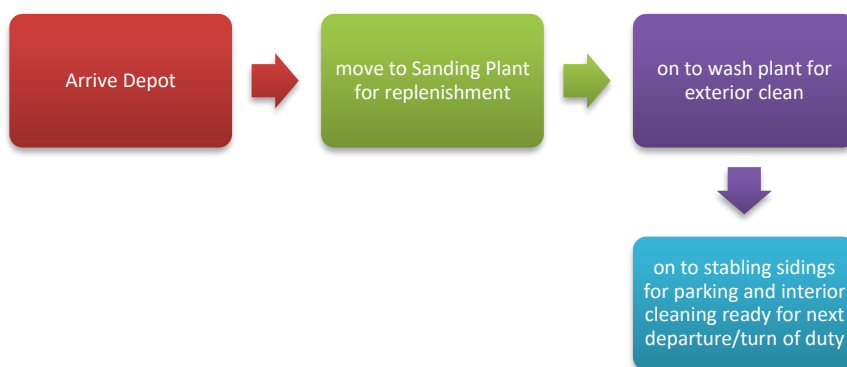 Arrive Depot
move to Sanding Plant
for replenishment
on to wash plant for
exterior clean
on to stabling sidings
for parking and interior
cleaning ready for next
departure/turn of duty